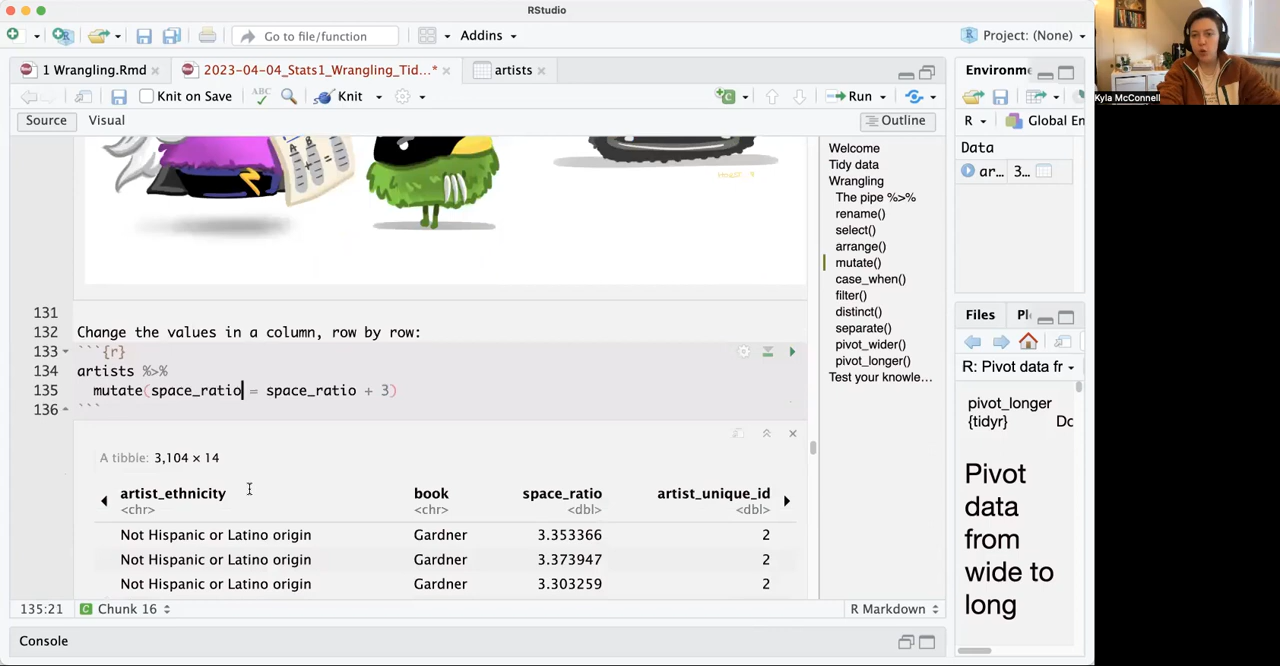 RStudio
Go to file/function
Addins
Project: (None)
1 Wrangling.Rmd
2023-04-04_Stats1_Wrangling_Tid...*
artists
Knit on Save
ABC
Knit
Run
Source
Visual
Outline
131
132 Change the values in a column, row by row:
133 ```{r}
134 artists %>%
135 mutate(space_ratio = space_ratio + 3)
136 ```
A tibble: 3,104 × 14
artist_ethnicity book space_ratio artist_unique_id
<chr> <chr> <dbl> <dbl>
Not Hispanic or Latino origin Gardner 3.353366 2
Not Hispanic or Latino origin Gardner 3.373947 2
Not Hispanic or Latino origin Gardner 3.303259 2
135:21 Chunk 16 R Markdown
Console
Welcome
Tidy data
Wrangling
The pipe %>%
rename()
select()
arrange()
mutate()
case_when()
filter()
distinct()
separate()
pivot_wider()
pivot_longer()
Test your knowle...
Environme
R Global En
Data
ar... 3...
Files Pl
R: Pivot data fr
pivot_longer
{tidyr} Do
Pivot
data
from
wide to
long
Kyla McConnell